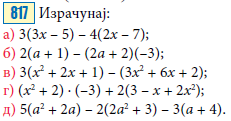 817 Израчунај:
а) 3(3x − 5) − 4(2x − 7);
б) 2(a + 1) − (2a + 2)(−3);
в) 3(x² + 2x + 1) − (3x² + 6x + 2);
г) (x² + 2) · (−3) + 2(3 − x + 2x²);
д) 5(a² + 2a) − 2(2a² + 3) − 3(a + 4).